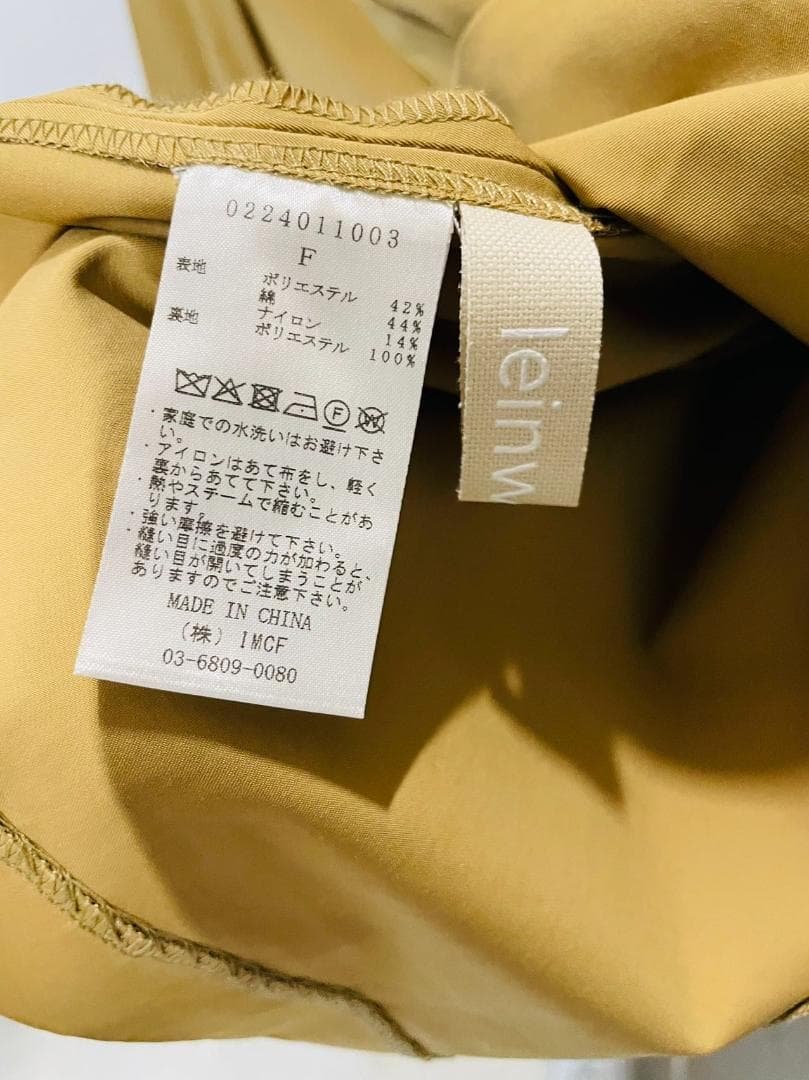 0224011003
F
表地 ポリエステル 42%
綿 44%
ナイロン 14%
裏地 ポリエステル 100%
F W
・家庭での水洗いはお避け下さ
い。
・アイロンはあて布をし、軽く
裏からあてて下さい。
・熱やスチームで縮むことがあ
ります。
・強い摩擦を避けて下さい。
・縫い目に過度の力が加わると、
縫い目が開いてしまうことが
ありますのでご注意下さい。
MADE IN CHINA
(株) IMCF
03-6809-0080
leinw